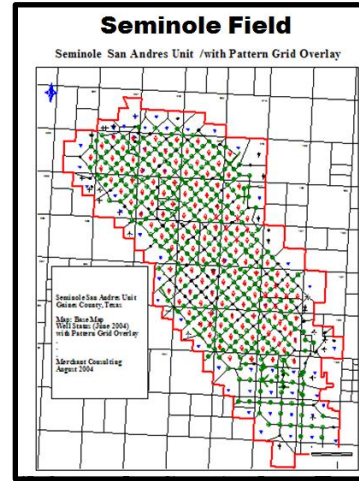 Seminole Field
Seminole San Andres Unit /with Pattern Grid Overlay
Seminole San Andres Unit
Gaines County, Texas
Map: Base Map
Well Status (June 2004)
with Pattern Grid Overlay
.
.
Merchant Consulting
August 2004